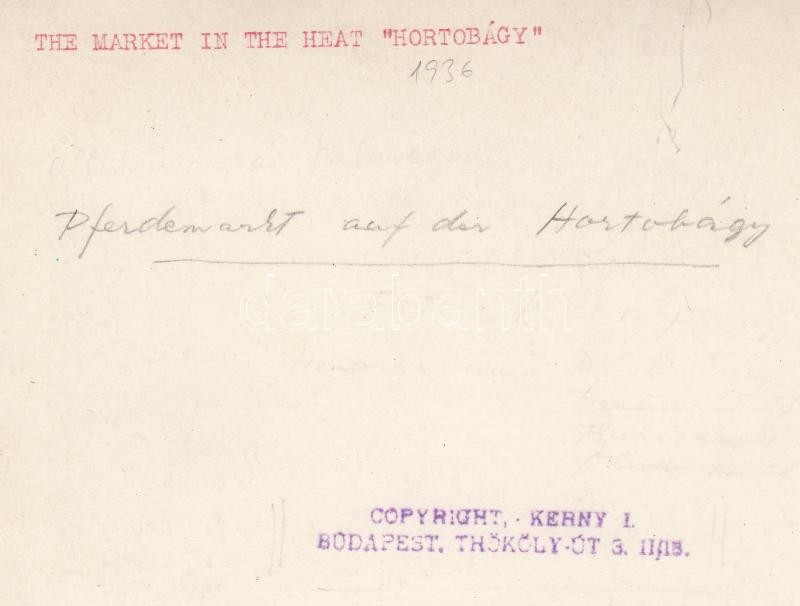 THE MARKET IN THE HEAT "HORTOBÁGY"
1936
Pferdemarkt auf der Hortobágy
darabanth
COPYRIGHT, KERNY I.
BUDAPEST, THÖKÖLY-ÚT 3. II/18.